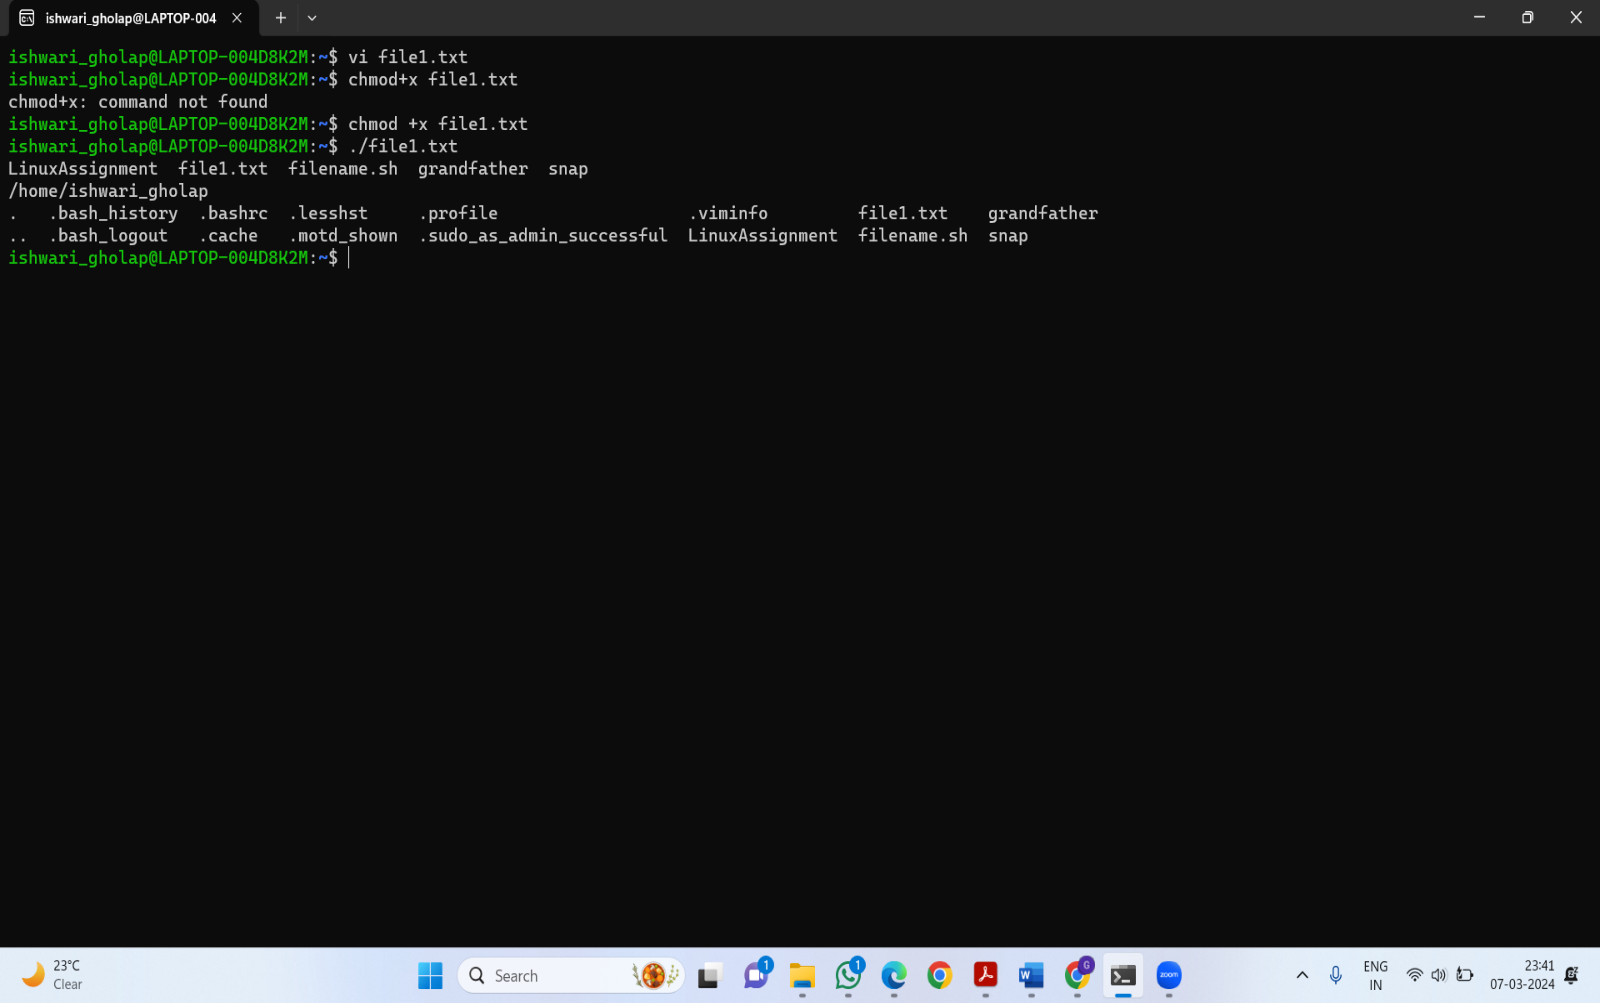 ishwari_gholap@LAPTOP-004
ishwari_gholap@LAPTOP-004D8K2M:~$ vi file1.txt
ishwari_gholap@LAPTOP-004D8K2M:~$ chmod+x file1.txt
chmod+x: command not found
ishwari_gholap@LAPTOP-004D8K2M:~$ chmod +x file1.txt
ishwari_gholap@LAPTOP-004D8K2M:~$ ./file1.txt
LinuxAssignment  file1.txt  filename.sh  grandfather  snap
/home/ishwari_gholap
.   .bash_history  .bashrc  .lesshst     .profile                   .viminfo         file1.txt    grandfather
..  .bash_logout   .cache   .motd_shown  .sudo_as_admin_successful  LinuxAssignment  filename.sh  snap
ishwari_gholap@LAPTOP-004D8K2M:~$
23°C
Clear
Search
1
1
W
G
zoom
ENG
IN
23:41
07-03-2024